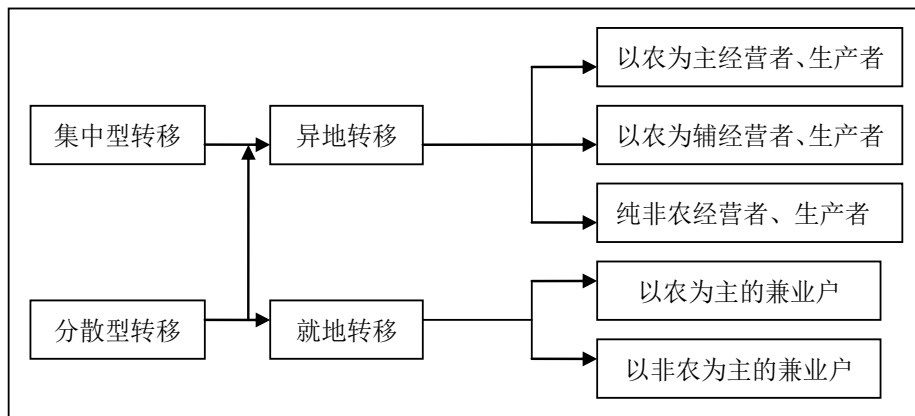 以农为主经营者、生产者
集中型转移
异地转移
以农为辅经营者、生产者
纯非农经营者、生产者
以农为主的兼业户
分散型转移
就地转移
以非农为主的兼业户